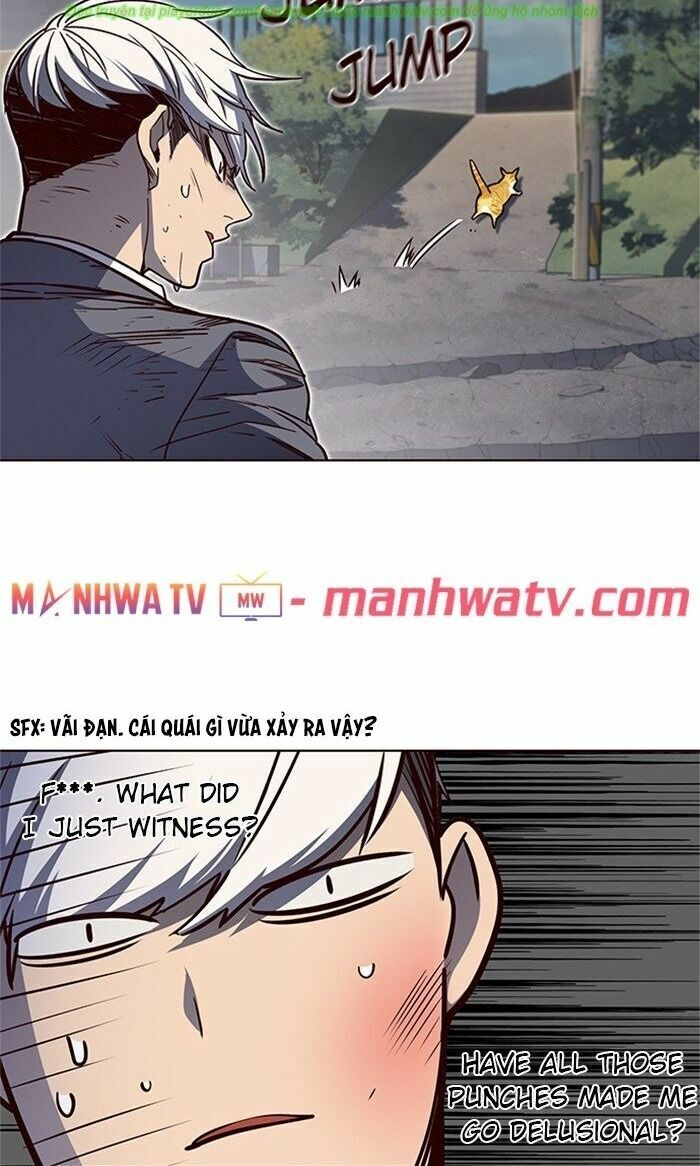 JUMP
MANHWA TV MW - manhwatv.com
SFX: VÃI ĐẠN. CÁI QUÁI GÌ VỪA XẢY RA VẬY?
F***. WHAT DID
I JUST WITNESS?
HAVE ALL THOSE
PUNCHES MADE ME
GO DELUSIONAL?